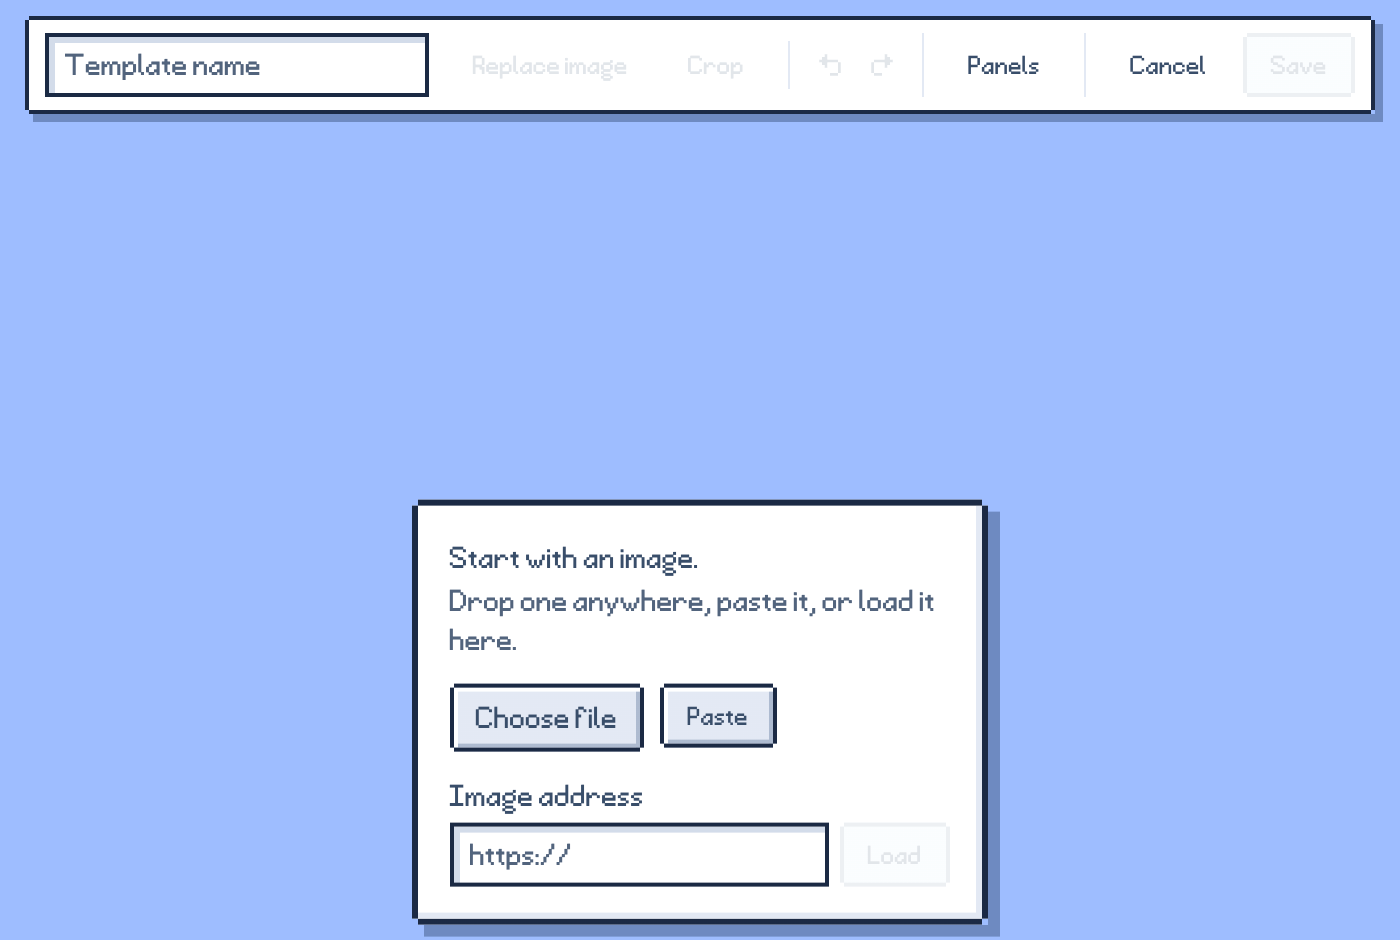 Template name Replace image Crop Panels Cancel Save
Start with an image.
Drop one anywhere, paste it, or load it
here.
Choose file Paste
Image address
https:// Load